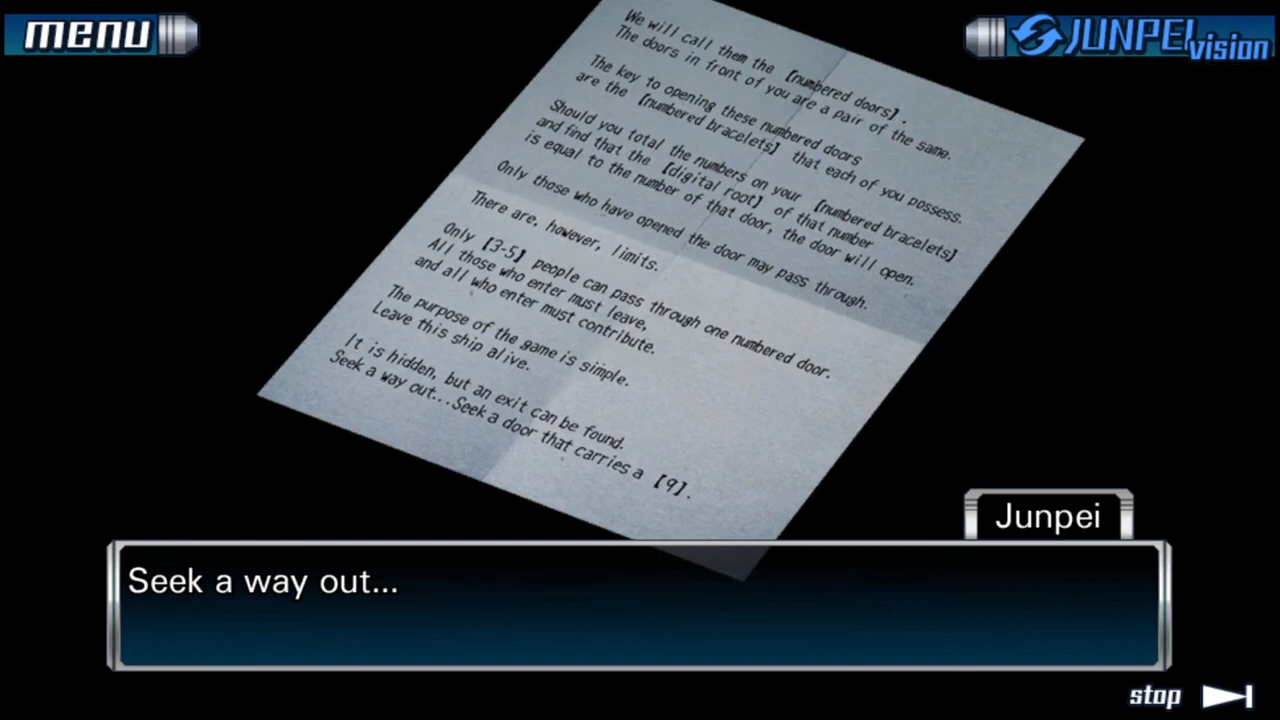 menu
JUNPEI vision
We will call them the [numbered doors].
The doors in front of you are a pair of the same.
The key to opening these numbered doors
are the [numbered bracelets] that each of you possess.
Should you total the numbers on your [numbered bracelets]
and find that the [digital root] of that number
is equal to the number of that door, the door will open.
Only those who have opened the door may pass through.
There are, however, limits.
Only [3-5] people can pass through one numbered door.
All those who enter must leave,
and all who enter must contribute.
The purpose of the game is simple.
Leave this ship alive.
It is hidden, but an exit can be found.
Seek a way out...Seek a door that carries a [9].
Junpei
Seek a way out...
stop